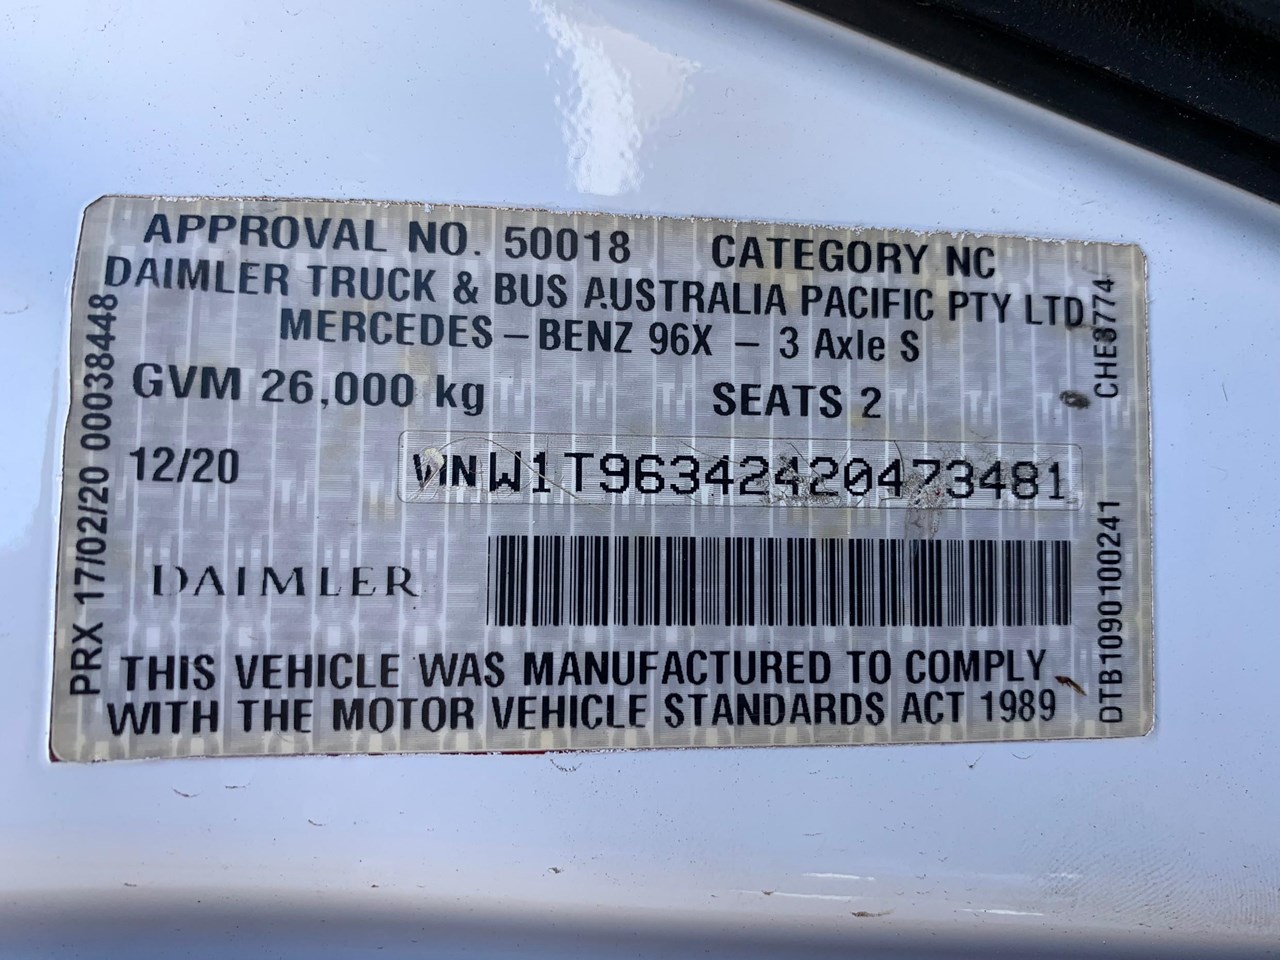 APPROVAL NO. 50018 CATEGORY NC
DAIMLER TRUCK & BUS AUSTRALIA PACIFIC PTY LTD
MERCEDES – BENZ 96X – 3 Axle S
GVM 26,000 kg SEATS 2
12/20 VIN W1T96342420473481
DAIMLER
THIS VEHICLE WAS MANUFACTURED TO COMPLY
WITH THE MOTOR VEHICLE STANDARDS ACT 1989
PRX 17/02/20 00038448
CHE8774
DTB1090100241